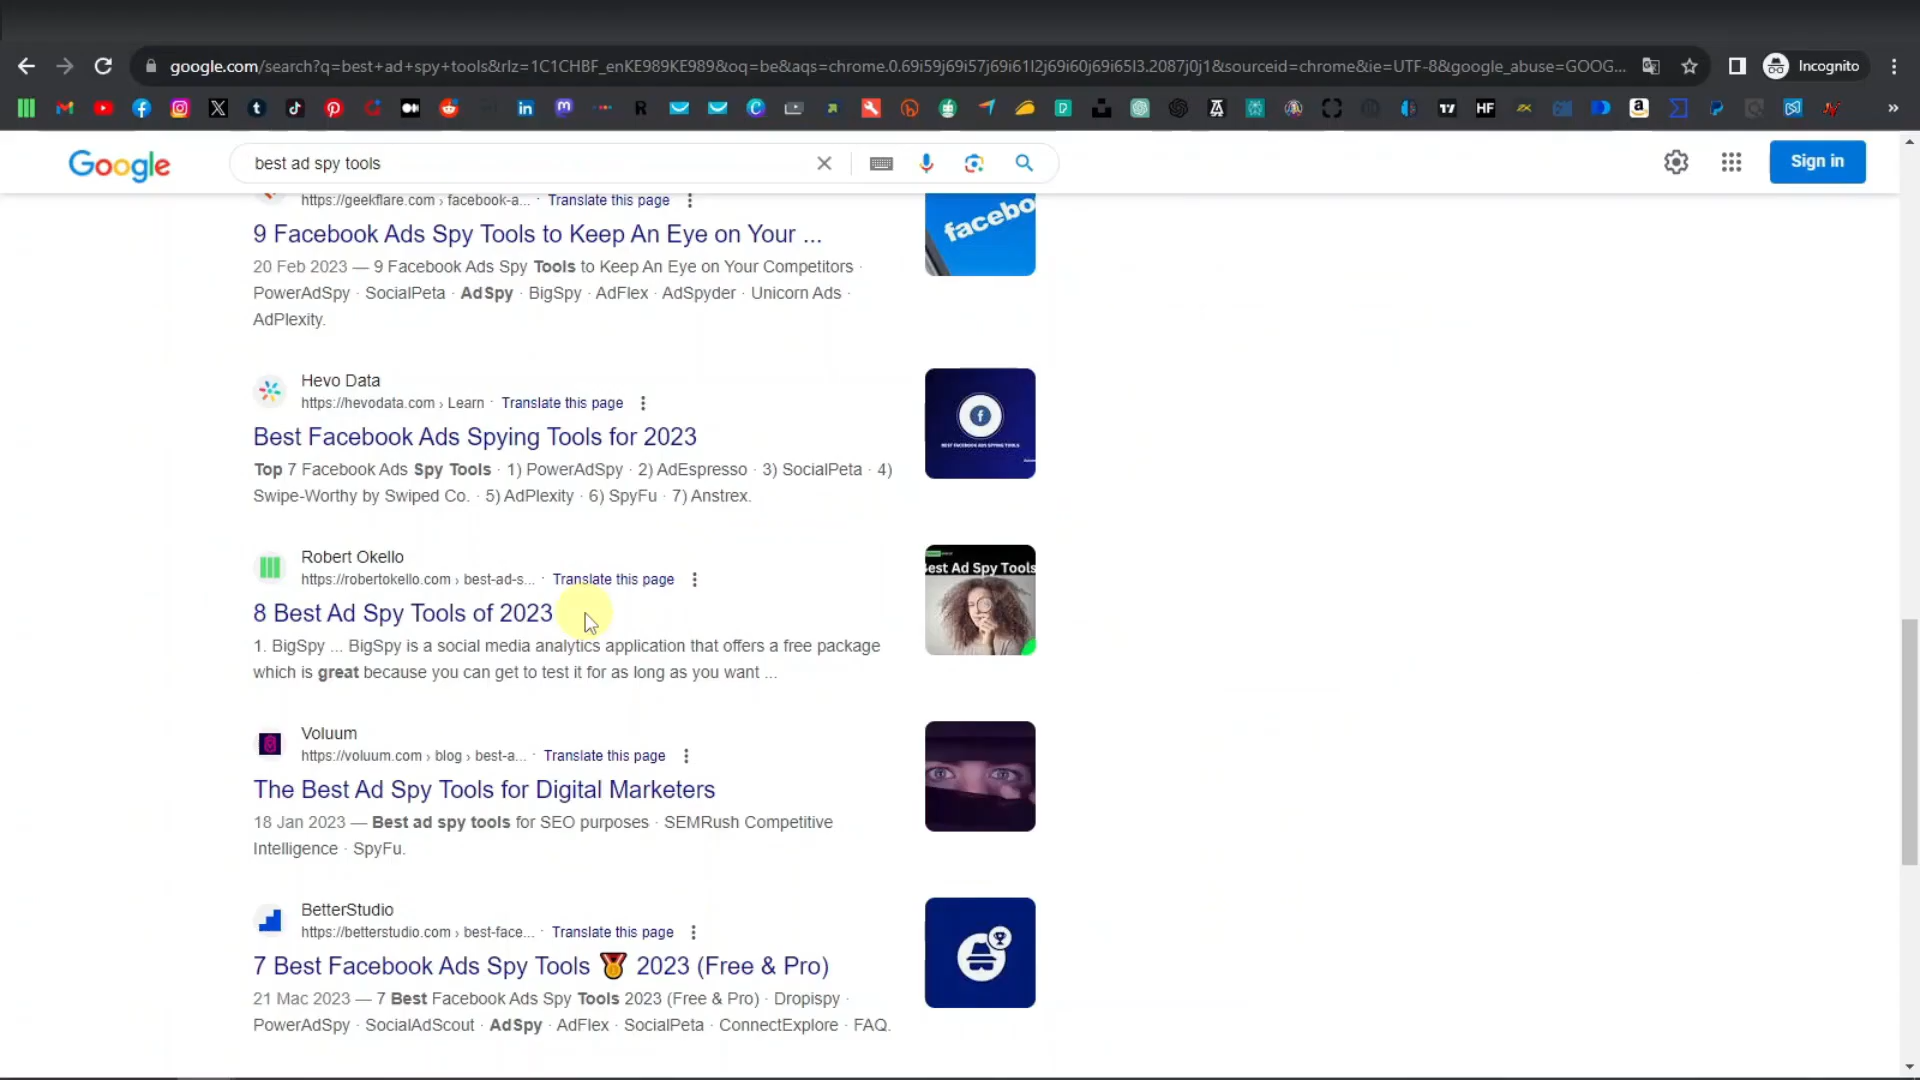 google.com/search?q=best+ad+spy+tools&rlz=1C1CHBF_enKE989KE989&oq=be&aqs=chrome.0.69i59j69i57j69i61l2j69i60j69i65l3.2087j0j1&sourceid=chrome&ie=UTF-8&google_abuse=GOOG...
Incognito
Google
best ad spy tools
Sign in
https://geekflare.com › facebook-a... · Translate this page
9 Facebook Ads Spy Tools to Keep An Eye on Your ...
20 Feb 2023 — 9 Facebook Ads Spy Tools to Keep An Eye on Your Competitors ·
PowerAdSpy · SocialPeta · AdSpy · BigSpy · AdFlex · AdSpyder · Unicorn Ads ·
AdPlexity.
facebo
Hevo Data
https://hevodata.com › Learn · Translate this page
Best Facebook Ads Spying Tools for 2023
Top 7 Facebook Ads Spy Tools · 1) PowerAdSpy · 2) AdEspresso · 3) SocialPeta · 4)
Swipe-Worthy by Swiped Co. · 5) AdPlexity · 6) SpyFu · 7) Anstrex.
BEST FACEBOOK ADS SPYING TOOLS
Robert Okello
https://robertokello.com › best-ad-s... · Translate this page
8 Best Ad Spy Tools of 2023
1. BigSpy ... BigSpy is a social media analytics application that offers a free package
which is great because you can get to test it for as long as you want ...
est Ad Spy Tools
Voluum
https://voluum.com › blog › best-a... · Translate this page
The Best Ad Spy Tools for Digital Marketers
18 Jan 2023 — Best ad spy tools for SEO purposes · SEMRush Competitive
Intelligence · SpyFu.
BetterStudio
https://betterstudio.com › best-face... · Translate this page
7 Best Facebook Ads Spy Tools 🏅 2023 (Free & Pro)
21 Mac 2023 — 7 Best Facebook Ads Spy Tools 2023 (Free & Pro) · Dropispy ·
PowerAdSpy · SocialAdScout · AdSpy · AdFlex · SocialPeta · ConnectExplore · FAQ.